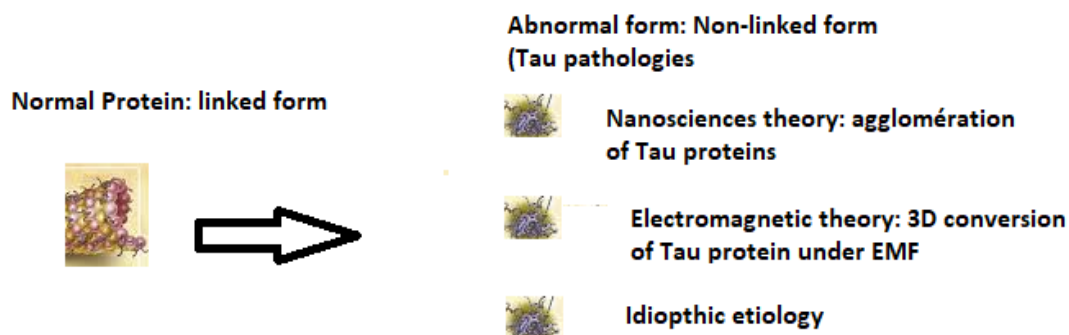 Abnormal form: Non-linked form
(Tau pathologies
Normal Protein: linked form
Nanosciences theory: agglomération
of Tau proteins
Electromagnetic theory: 3D conversion
of Tau protein under EMF
Idiopthic etiology